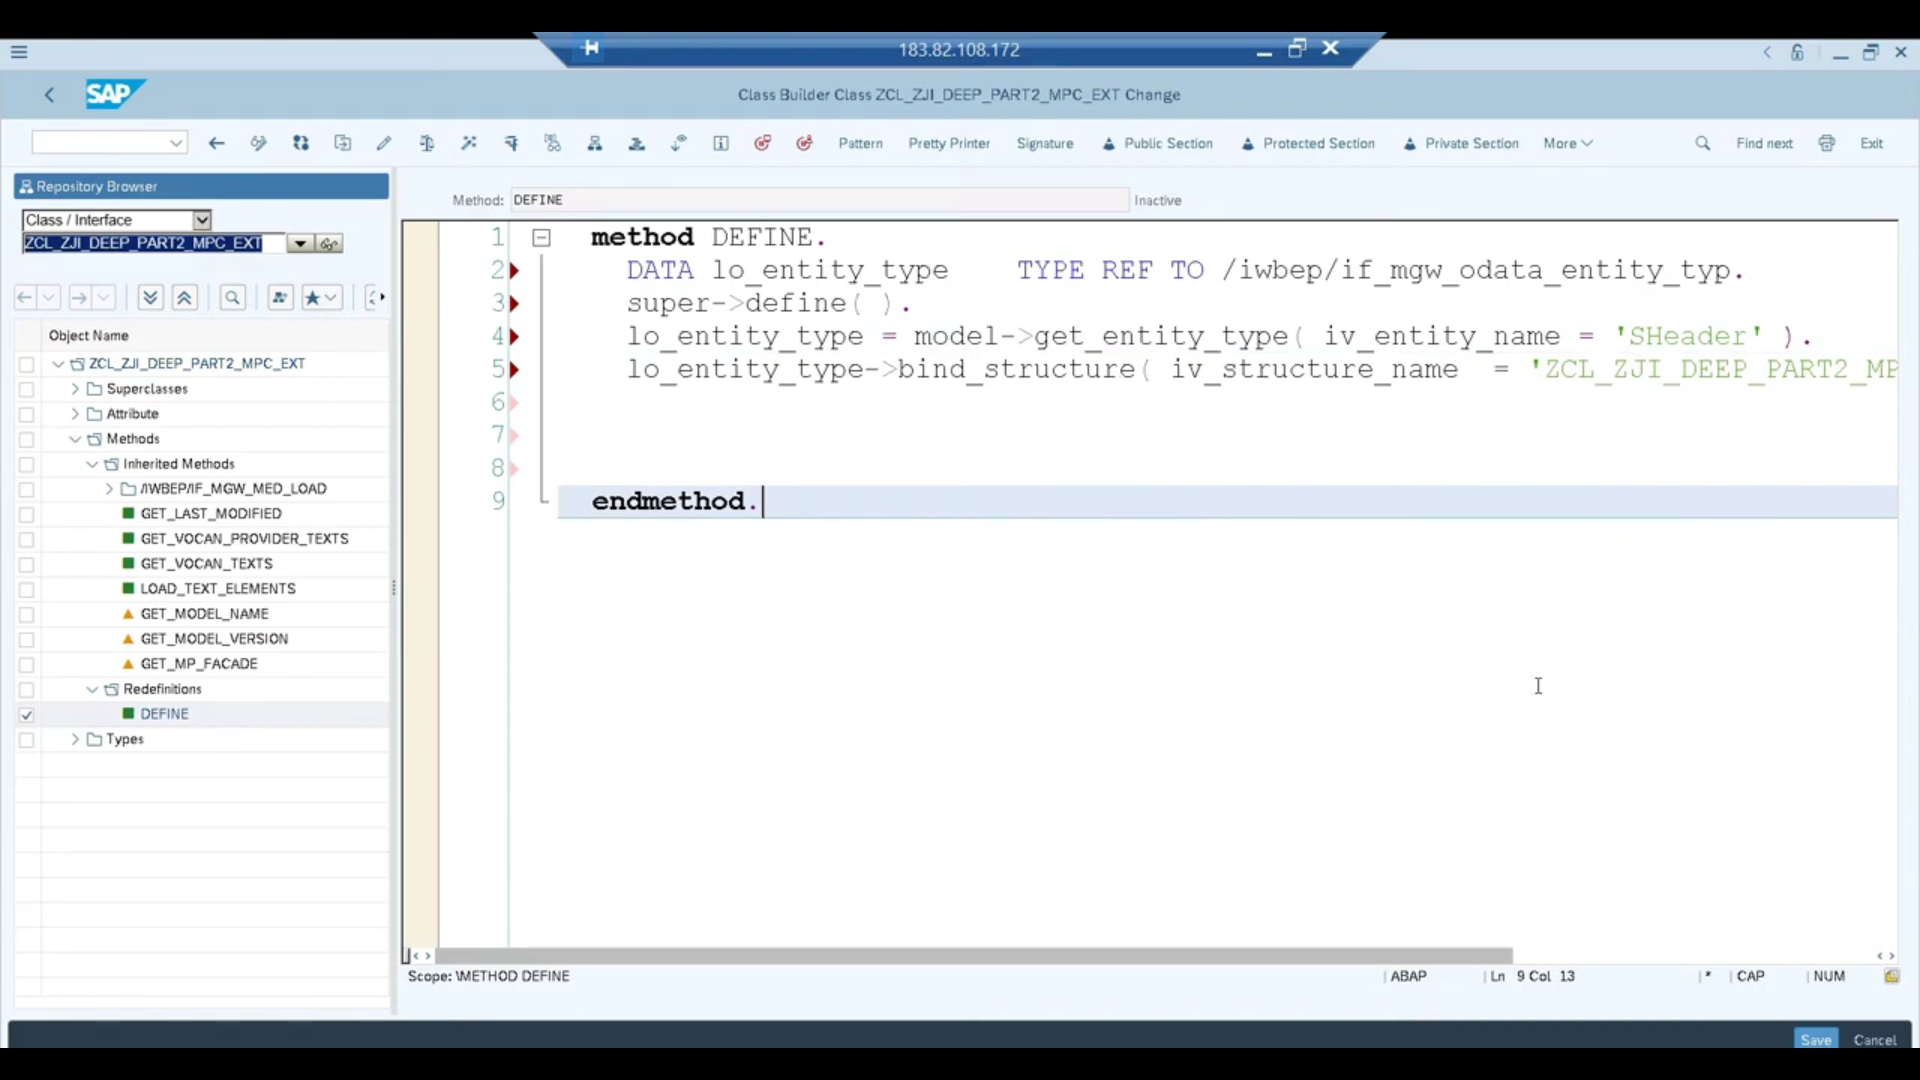 183.82.108.172
SAP
Class Builder Class ZCL_ZJI_DEEP_PART2_MPC_EXT Change
Pattern Pretty Printer Signature Public Section Protected Section Private Section More Find next Exit
Repository Browser
Class / Interface
ZCL_ZJI_DEEP_PART2_MPC_EXT
Object Name
ZCL_ZJI_DEEP_PART2_MPC_EXT
Superclasses
Attribute
Methods
Inherited Methods
/IWBEP/IF_MGW_MED_LOAD
GET_LAST_MODIFIED
GET_VOCAN_PROVIDER_TEXTS
GET_VOCAN_TEXTS
LOAD_TEXT_ELEMENTS
GET_MODEL_NAME
GET_MODEL_VERSION
GET_MP_FACADE
Redefinitions
DEFINE
Types
Method: DEFINE Inactive
1 method DEFINE.
2 DATA lo_entity_type TYPE REF TO /iwbep/if_mgw_odata_entity_typ.
3 super->define( ).
4 lo_entity_type = model->get_entity_type( iv_entity_name = 'SHeader' ).
5 lo_entity_type->bind_structure( iv_structure_name = 'ZCL_ZJI_DEEP_PART2_MP
6
7
8
9 endmethod.
Scope: \METHOD DEFINE ABAP Ln 9 Col 13 * CAP NUM
Save Cancel